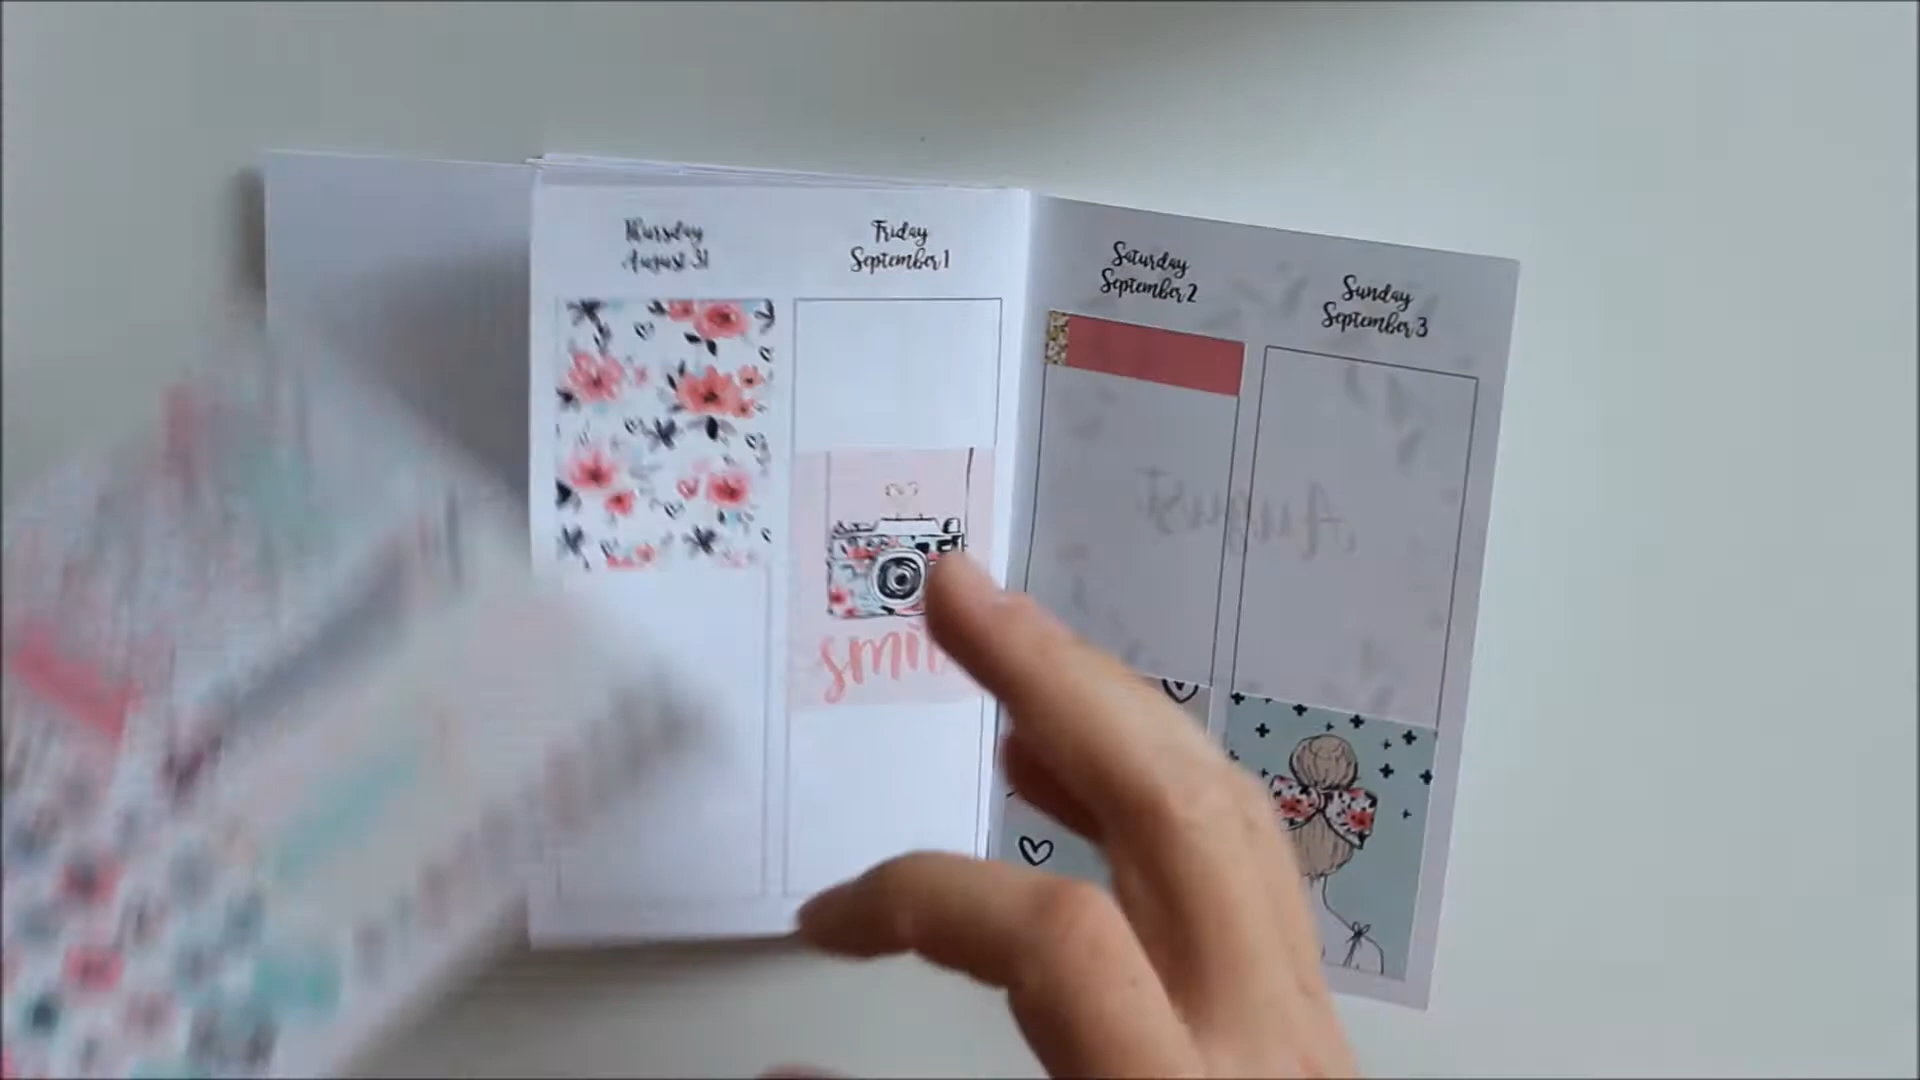 Thursday
August 31
Friday
September 1
Saturday
September 2
Sunday
September 3
August